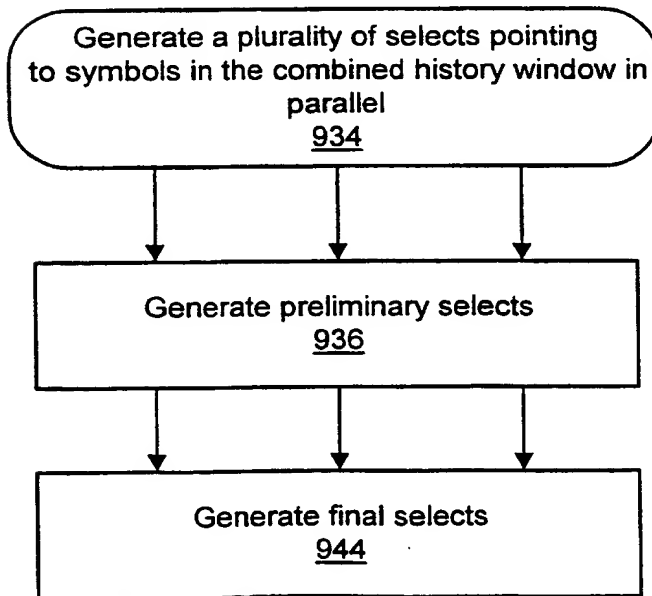 Generate a plurality of selects pointing
to symbols in the combined history window in
parallel
934
Generate preliminary selects
936
Generate final selects
944